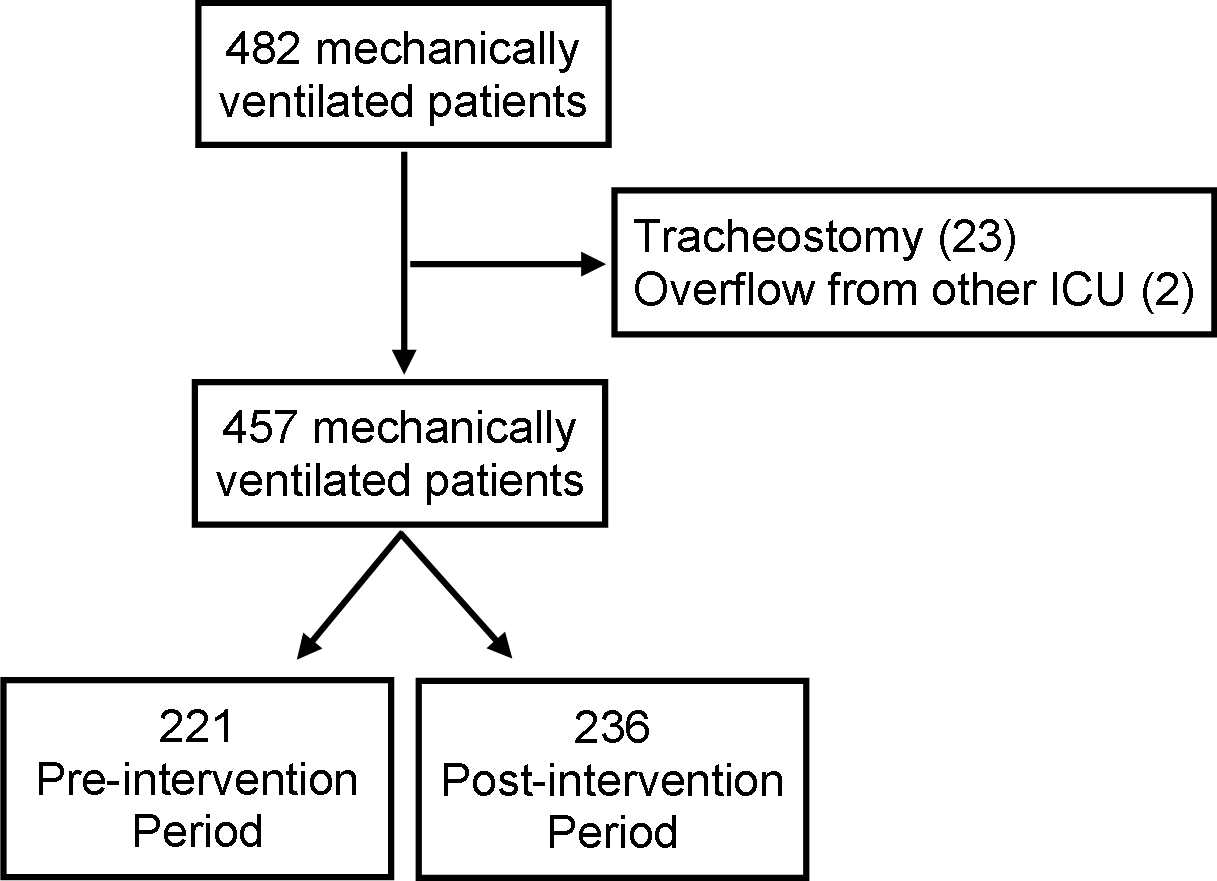 482 mechanically
ventilated patients
Tracheostomy (23)
Overflow from other ICU (2)
457 mechanically
ventilated patients
221
Pre-intervention
Period
236
Post-intervention
Period